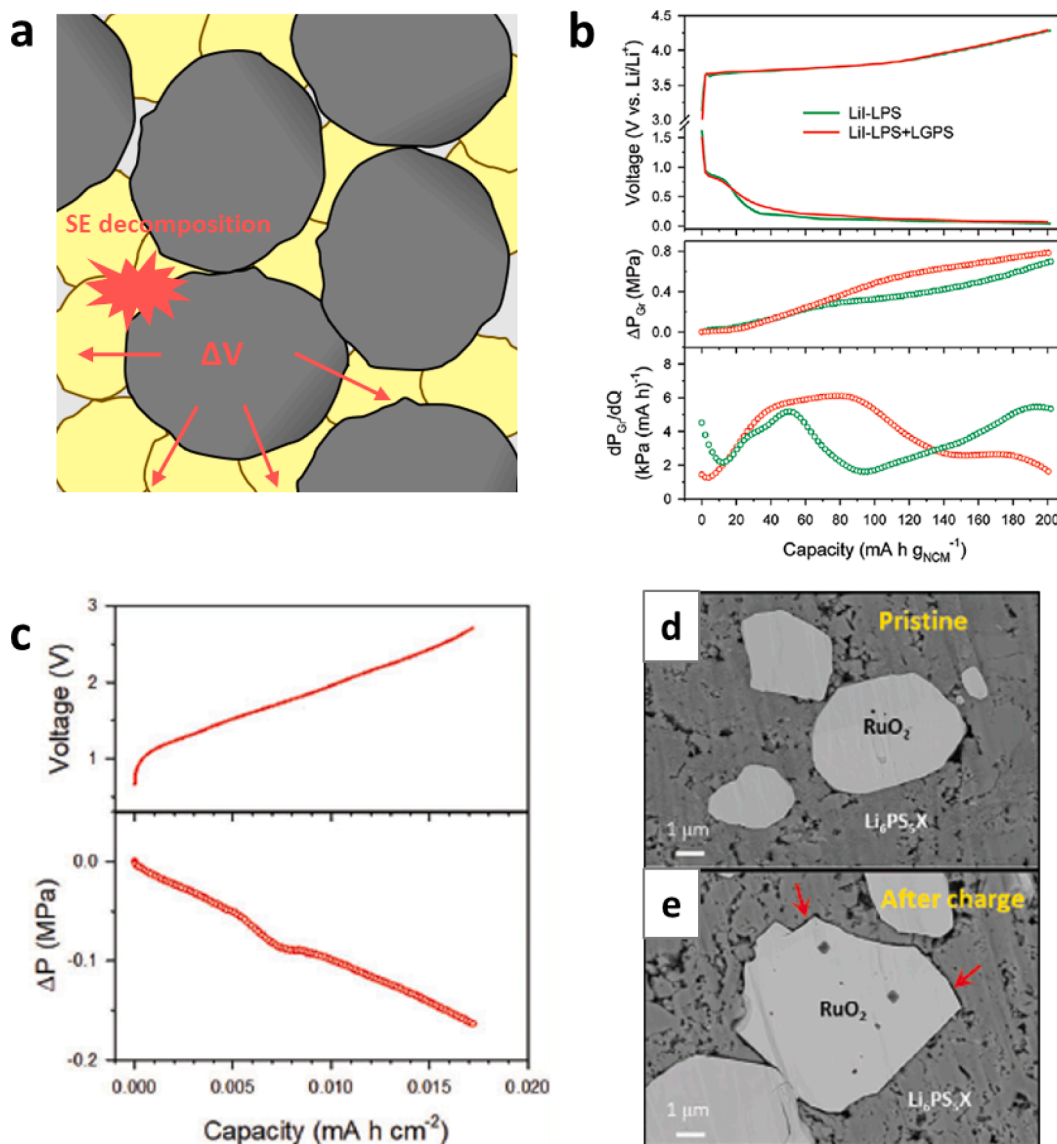 a
SE decomposition
ΔV
b
Voltage (V vs. Li/Li⁺)
4.5
4.0
3.5
3.0
1.5
1.0
0.5
0.0
LiI-LPS
LiI-LPS+LGPS
ΔP_Gr (MPa)
0.8
0.4
0.0
dP_Gr/dQ
(kPa (mA h)⁻¹)
8
6
4
2
0
0 20 40 60 80 100 120 140 160 180 200
Capacity (mA h g_NCM⁻¹)
c
Voltage (V)
3
2
1
ΔP (MPa)
0.0
-0.1
-0.2
0.000 0.005 0.010 0.015 0.020
Capacity (mA h cm⁻²)
d
Pristine
RuO₂
Li₆PS₅X
1 μm
e
After charge
RuO₂
Li₆PS₅X
1 μm